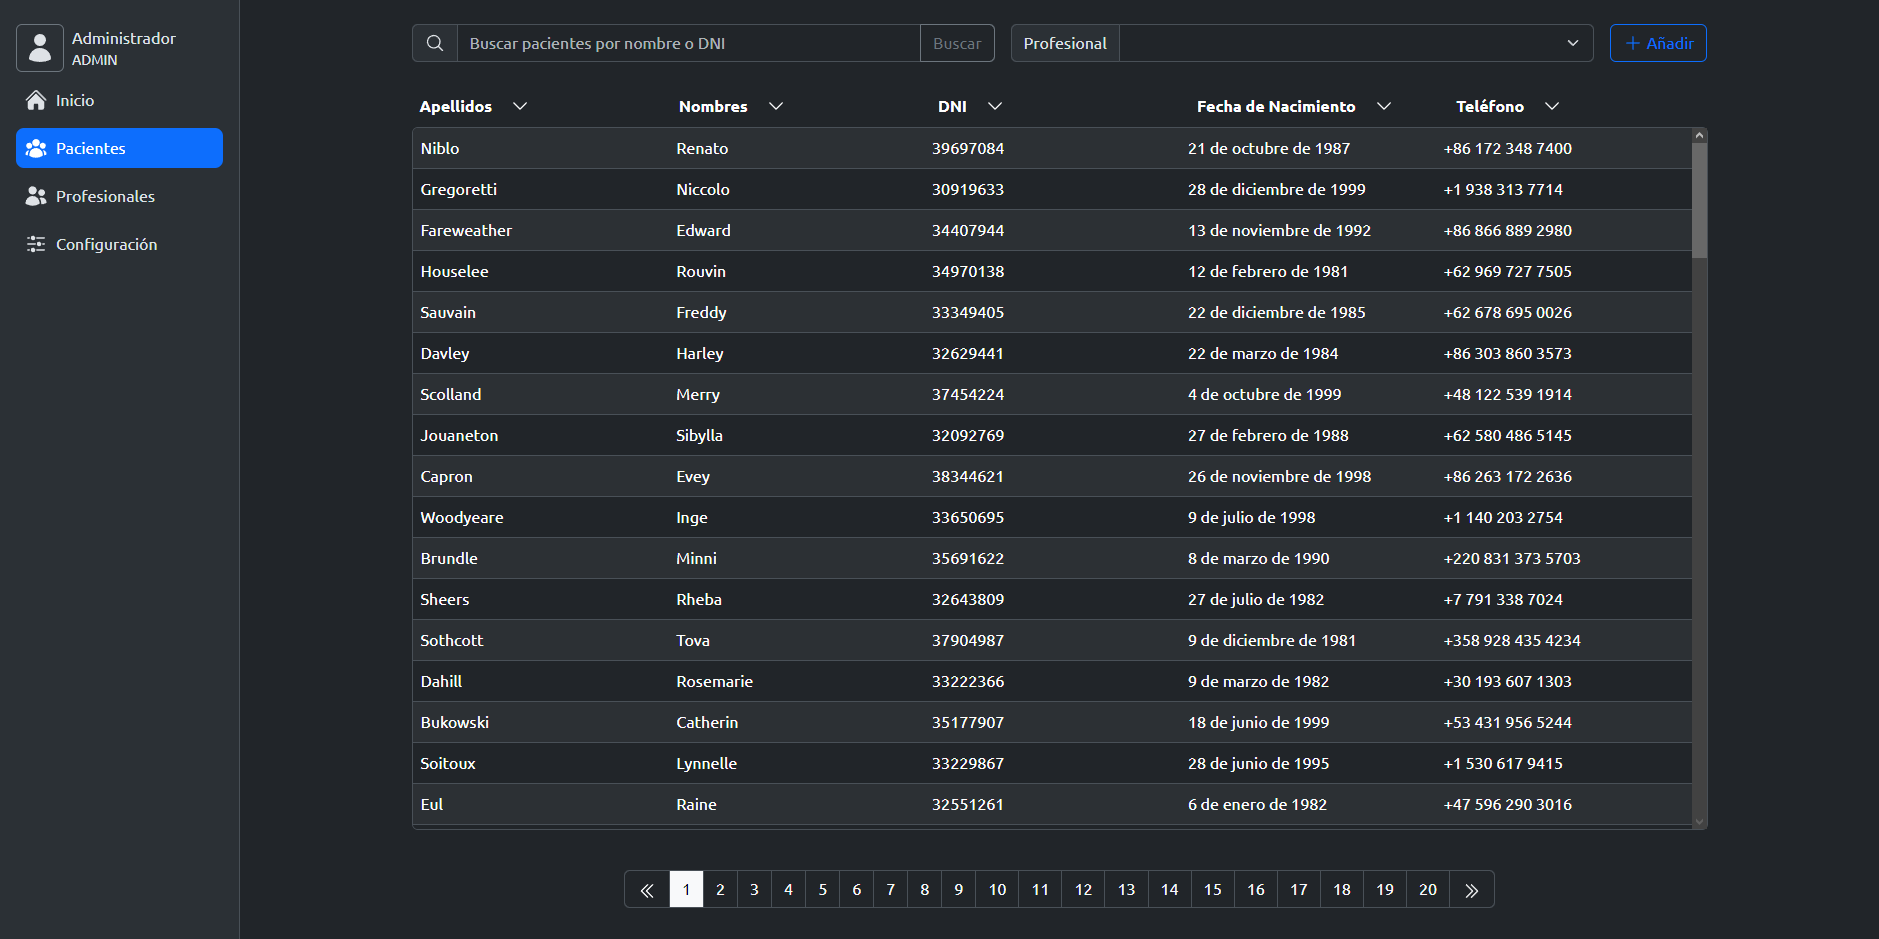 Administrador
ADMIN
Inicio
Pacientes
Profesionales
Configuración
Buscar pacientes por nombre o DNI Buscar Profesional Añadir
Apellidos Nombres DNI Fecha de Nacimiento Teléfono
Niblo Renato 39697084 21 de octubre de 1987 +86 172 348 7400
Gregoretti Niccolo 30919633 28 de diciembre de 1999 +1 938 313 7714
Fareweather Edward 34407944 13 de noviembre de 1992 +86 866 889 2980
Houselee Rouvin 34970138 12 de febrero de 1981 +62 969 727 7505
Sauvain Freddy 33349405 22 de diciembre de 1985 +62 678 695 0026
Davley Harley 32629441 22 de marzo de 1984 +86 303 860 3573
Scolland Merry 37454224 4 de octubre de 1999 +48 122 539 1914
Jouaneton Sibylla 32092769 27 de febrero de 1988 +62 580 486 5145
Capron Evey 38344621 26 de noviembre de 1998 +86 263 172 2636
Woodyeare Inge 33650695 9 de julio de 1998 +1 140 203 2754
Brundle Minni 35691622 8 de marzo de 1990 +220 831 373 5703
Sheers Rheba 32643809 27 de julio de 1982 +7 791 338 7024
Sothcott Tova 37904987 9 de diciembre de 1981 +358 928 435 4234
Dahill Rosemarie 33222366 9 de marzo de 1982 +30 193 607 1303
Bukowski Catherin 35177907 18 de junio de 1999 +53 431 956 5244
Soitoux Lynnelle 33229867 28 de junio de 1995 +1 530 617 9415
Eul Raine 32551261 6 de enero de 1982 +47 596 290 3016
1 2 3 4 5 6 7 8 9 10 11 12 13 14 15 16 17 18 19 20